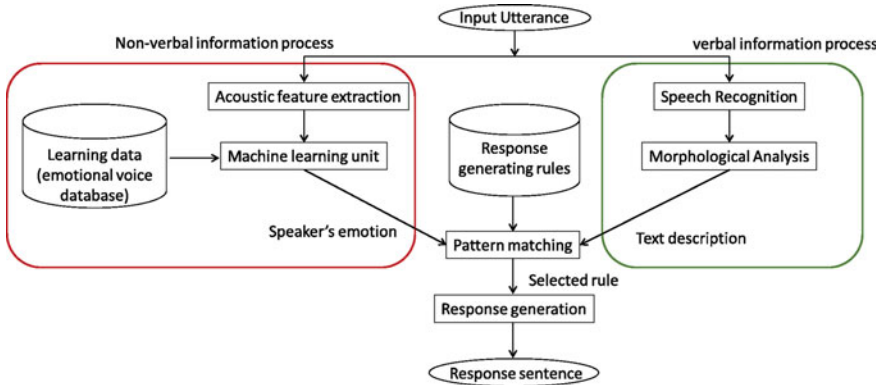 Input Utterance
Non-verbal information process
verbal information process
Acoustic feature extraction
Speech Recognition
Learning data
(emotional voice
database)
Machine learning unit
Response
generating rules
Morphological Analysis
Speaker's emotion
Pattern matching
Text description
Selected rule
Response generation
Response sentence